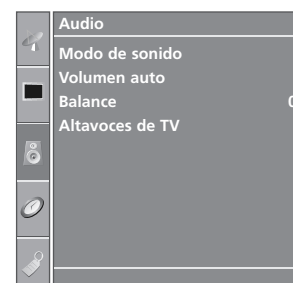 Audio
Modo de sonido
Volumen auto
Balance 0
Altavoces de TV